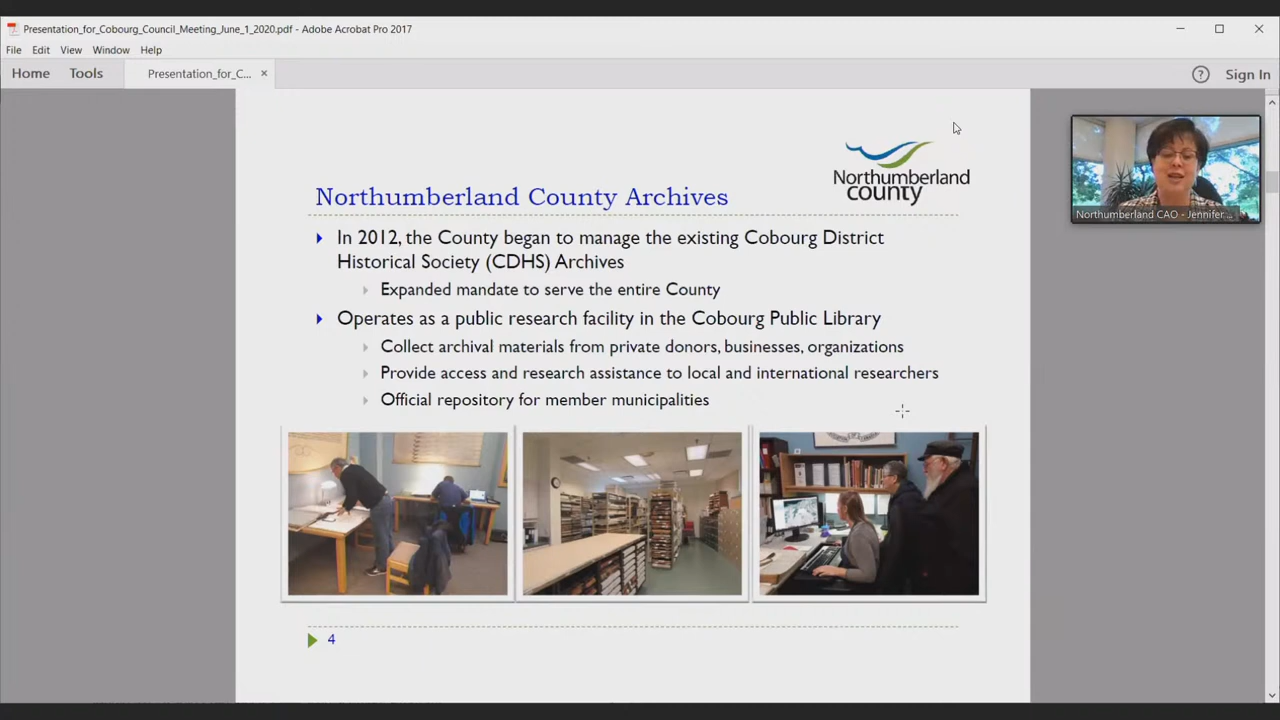 Presentation_for_Cobourg_Council_Meeting_June_1_2020.pdf - Adobe Acrobat Pro 2017
File Edit View Window Help
Home Tools Presentation_for_C... × ? Sign In
Northumberland
county
Northumberland County Archives
In 2012, the County began to manage the existing Cobourg District
Historical Society (CDHS) Archives
Expanded mandate to serve the entire County
Operates as a public research facility in the Cobourg Public Library
Collect archival materials from private donors, businesses, organizations
Provide access and research assistance to local and international researchers
Official repository for member municipalities
4
Northumberland CAO - Jennifer ...